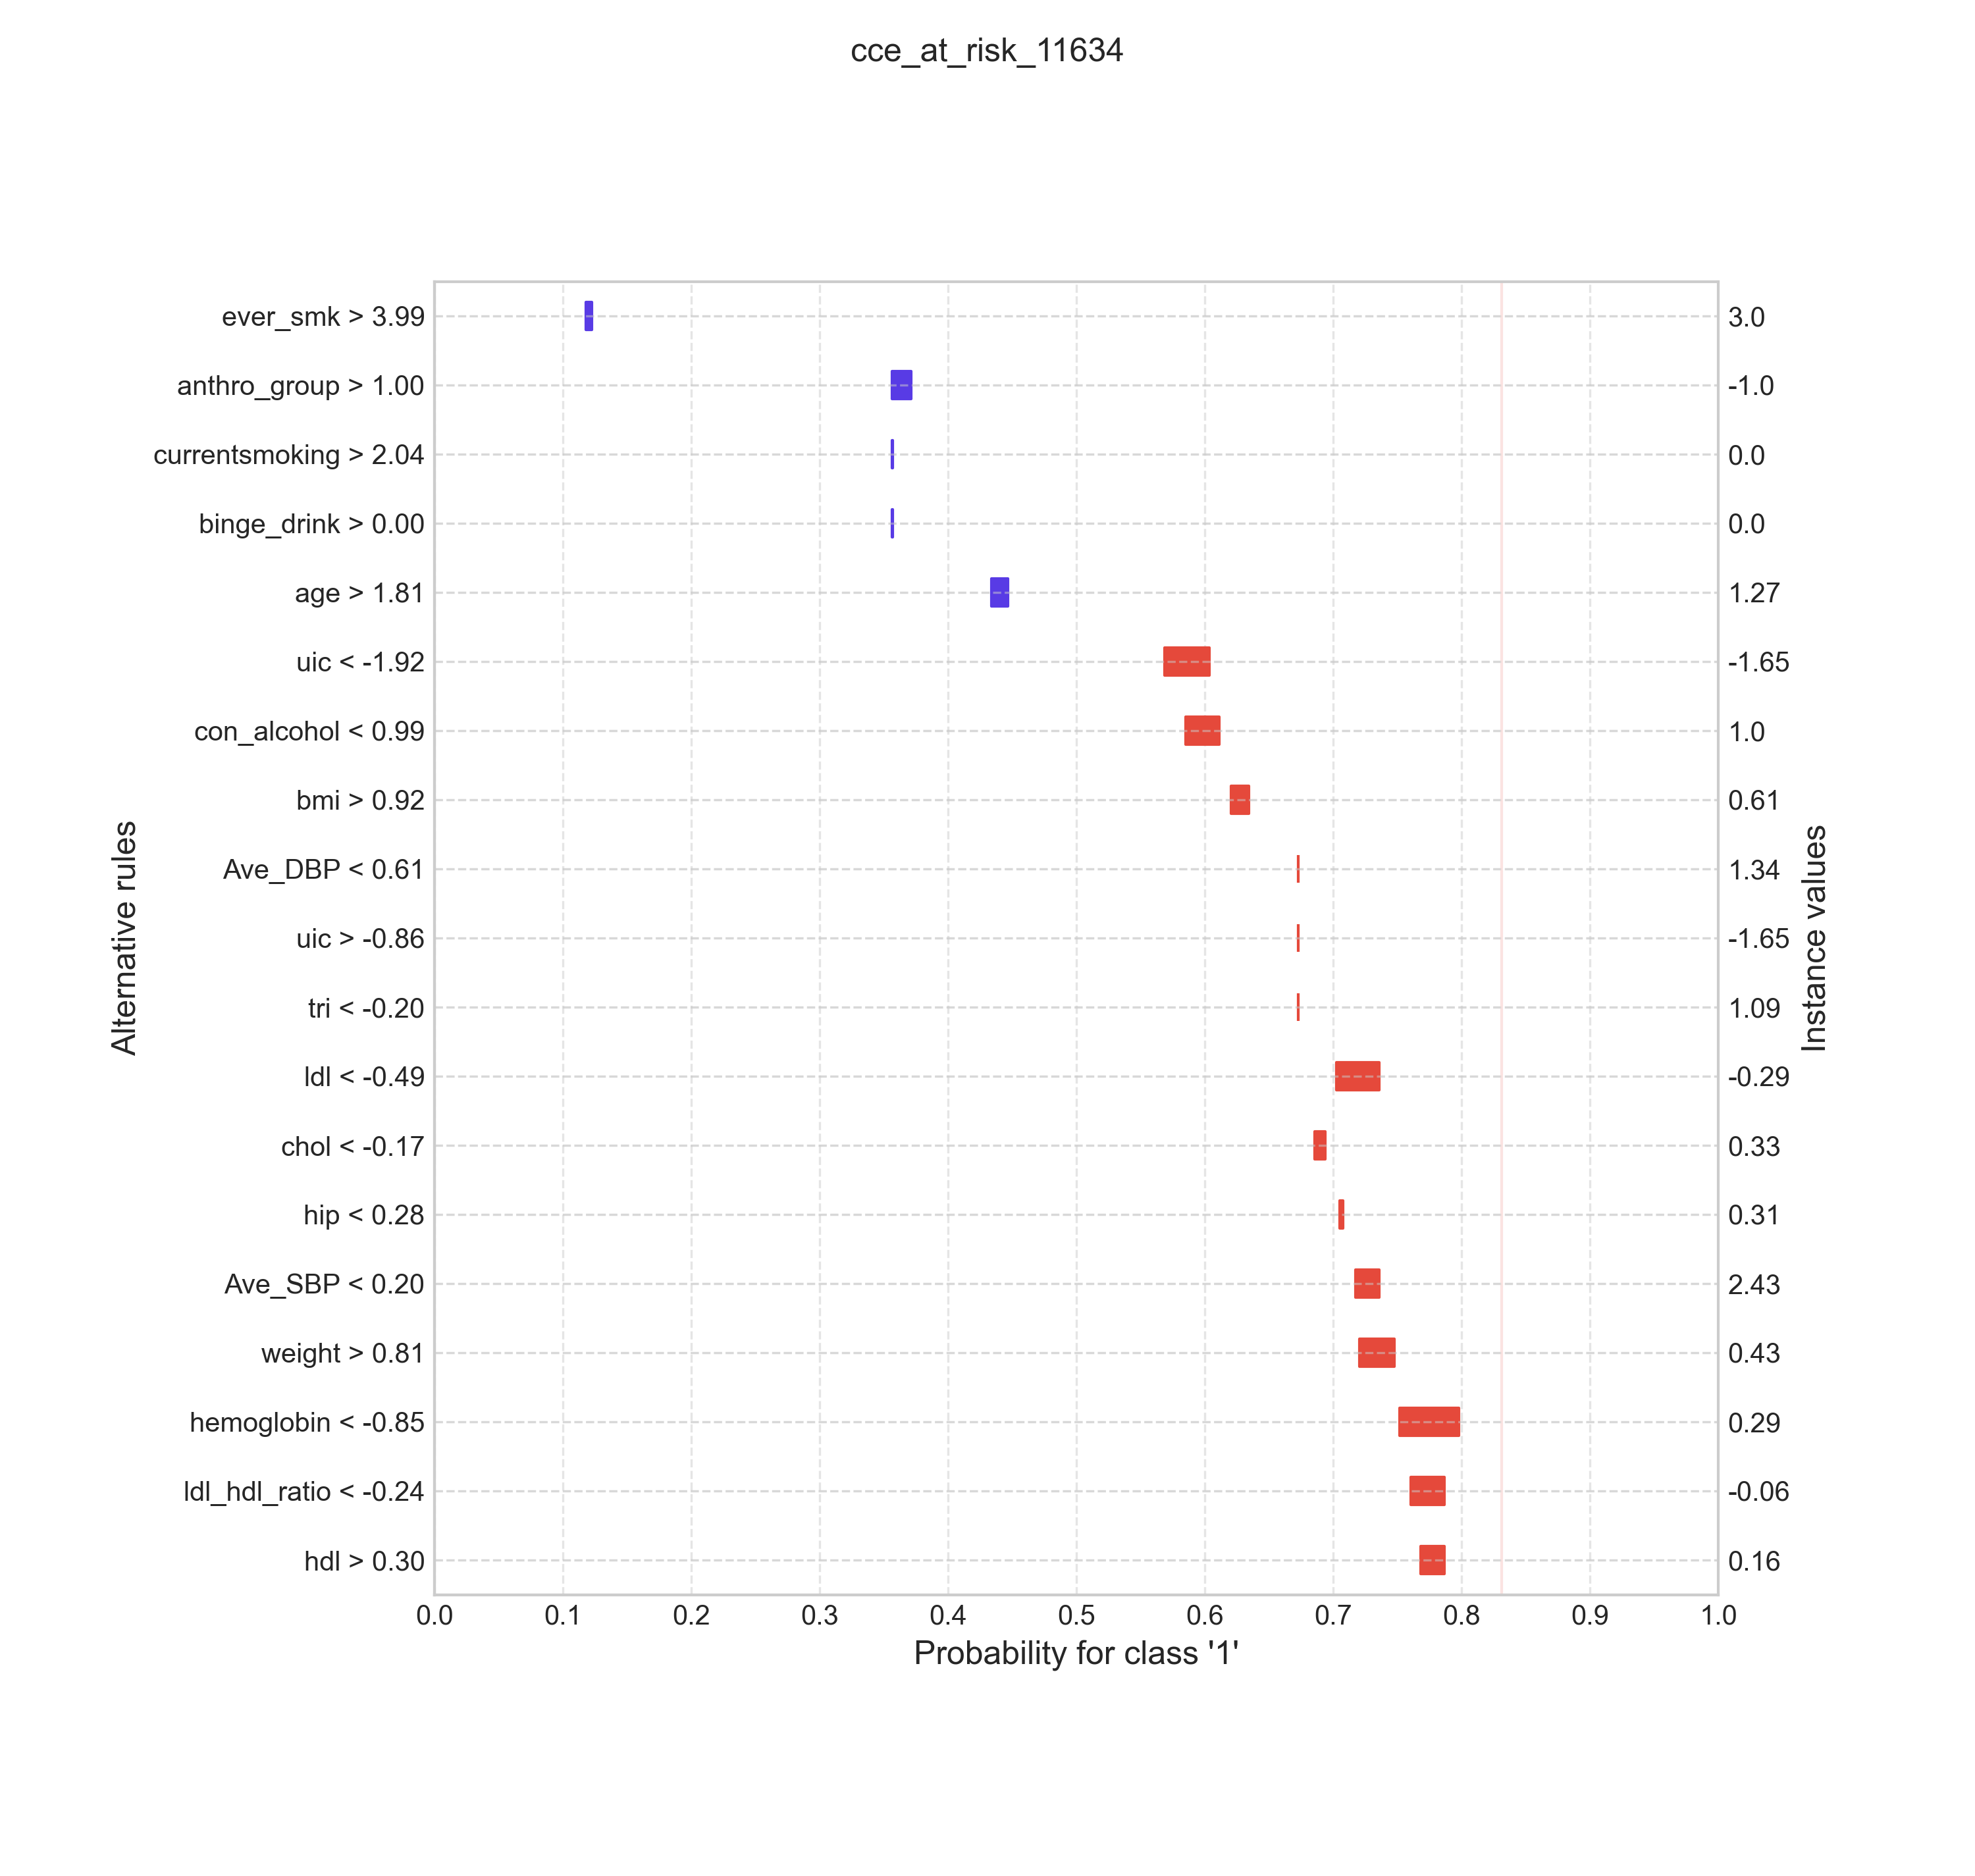 cce_at_risk_11634
ever_smk > 3.99 3.0
anthro_group > 1.00 -1.0
currentsmoking > 2.04 0.0
binge_drink > 0.00 0.0
age > 1.81 1.27
uic < -1.92 -1.65
con_alcohol < 0.99 1.0
bmi > 0.92 0.61
Ave_DBP < 0.61 1.34
uic > -0.86 -1.65
tri < -0.20 1.09
ldl < -0.49 -0.29
chol < -0.17 0.33
hip < 0.28 0.31
Ave_SBP < 0.20 2.43
weight > 0.81 0.43
hemoglobin < -0.85 0.29
ldl_hdl_ratio < -0.24 -0.06
hdl > 0.30 0.16
Alternative rules
Instance values
0.0 0.1 0.2 0.3 0.4 0.5 0.6 0.7 0.8 0.9 1.0
Probability for class '1'